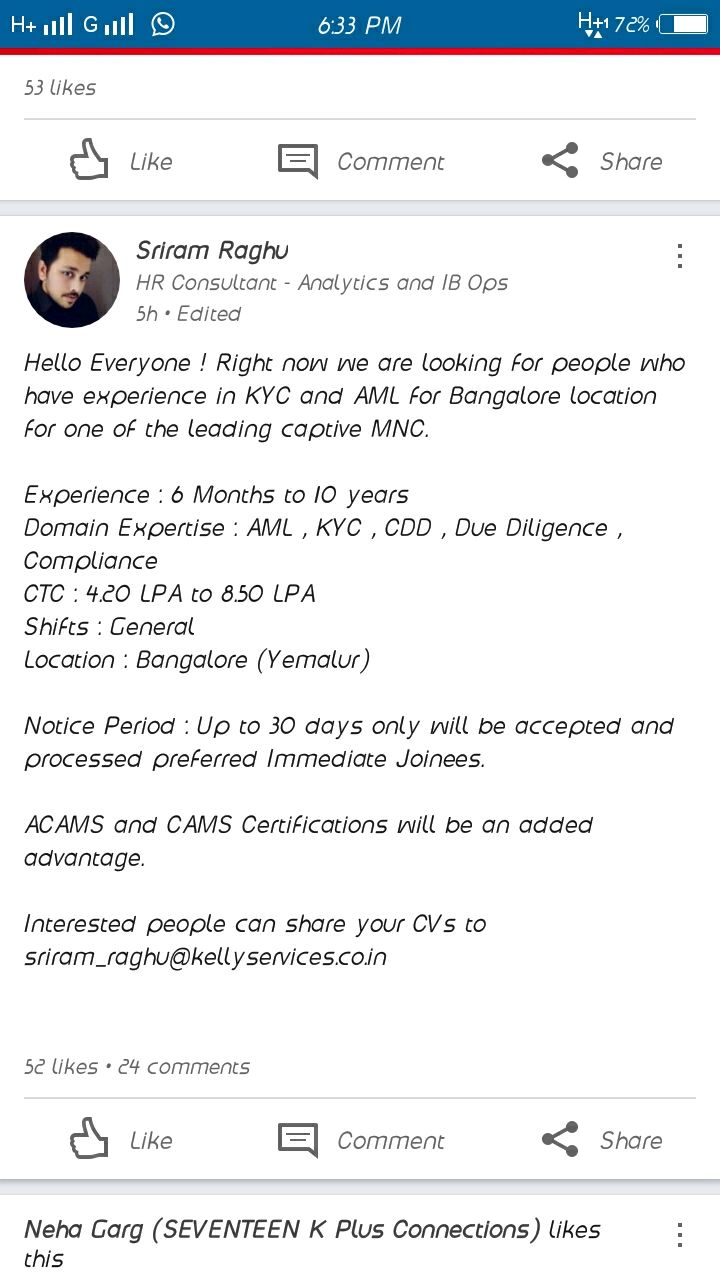 H+ G 6:33 PM H+1 72%
53 likes
Like Comment Share
Sriram Raghu
HR Consultant - Analytics and IB Ops
5h • Edited
Hello Everyone ! Right now we are looking for people who
have experience in KYC and AML for Bangalore location
for one of the leading captive MNC.
Experience : 6 Months to 10 years
Domain Expertise : AML , KYC , CDD , Due Diligence ,
Compliance
CTC : 4.20 LPA to 8.50 LPA
Shifts : General
Location : Bangalore (Yemalur)
Notice Period : Up to 30 days only will be accepted and
processed preferred Immediate Joinees.
ACAMS and CAMS Certifications will be an added
advantage.
Interested people can share your CVs to
sriram_raghu@kellyservices.co.in
52 likes • 24 comments
Like Comment Share
Neha Garg (SEVENTEEN K Plus Connections) likes
this